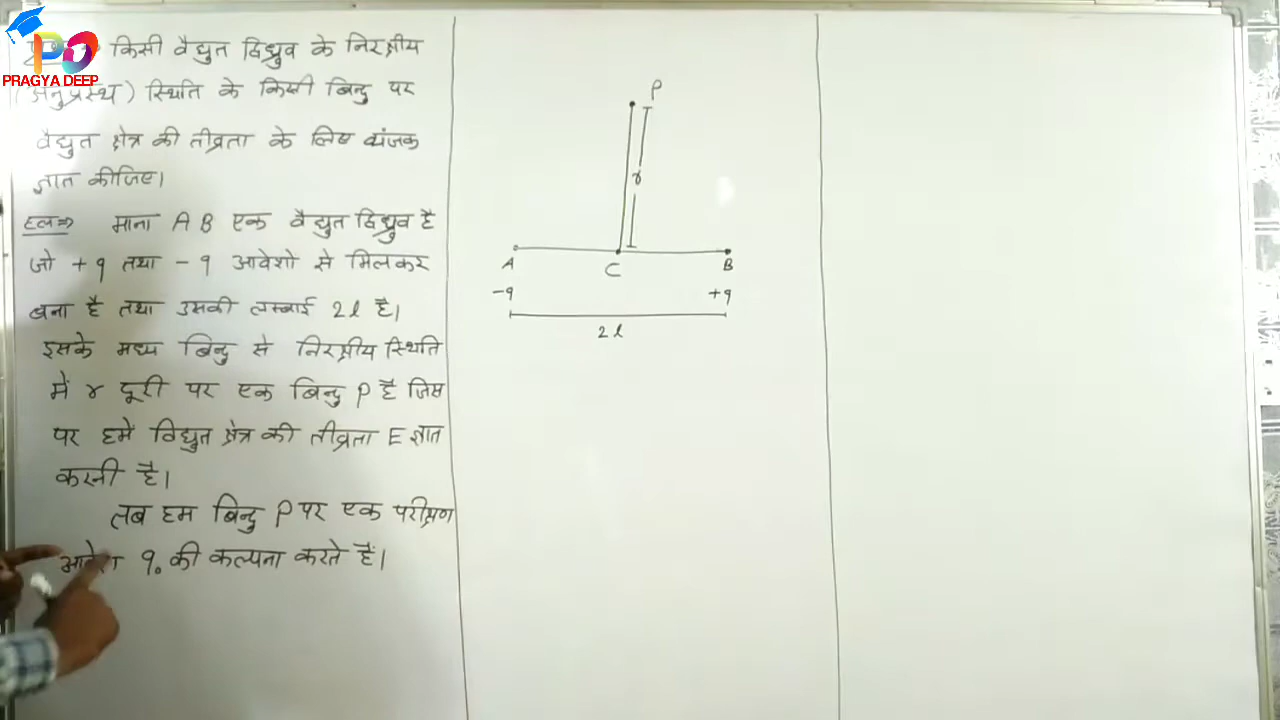 PRAGYA DEEP
किसी वैद्युत द्विध्रुव के निरक्षीय
(अनुप्रस्थ) स्थिति के किसी बिन्दु पर
वैद्युत क्षेत्र की तीव्रता के लिए व्यंजक
ज्ञात कीजिए।
हल⇒ माना A B एक वैद्युत द्विध्रुव है
जो +q तथा -q आवेशो से मिलकर
बना है तथा उसकी लम्बाई 2l है।
इसके मध्य बिन्दु से निरक्षीय स्थिति
में r दूरी पर एक बिन्दु P है जिस
पर हमें विद्युत क्षेत्र की तीव्रता E ज्ञात
करनी है।
तब हम बिन्दु P पर एक परीक्षण
आवेश q₀ की कल्पना करते हैं।
P
r
A C B
-q +q
2l